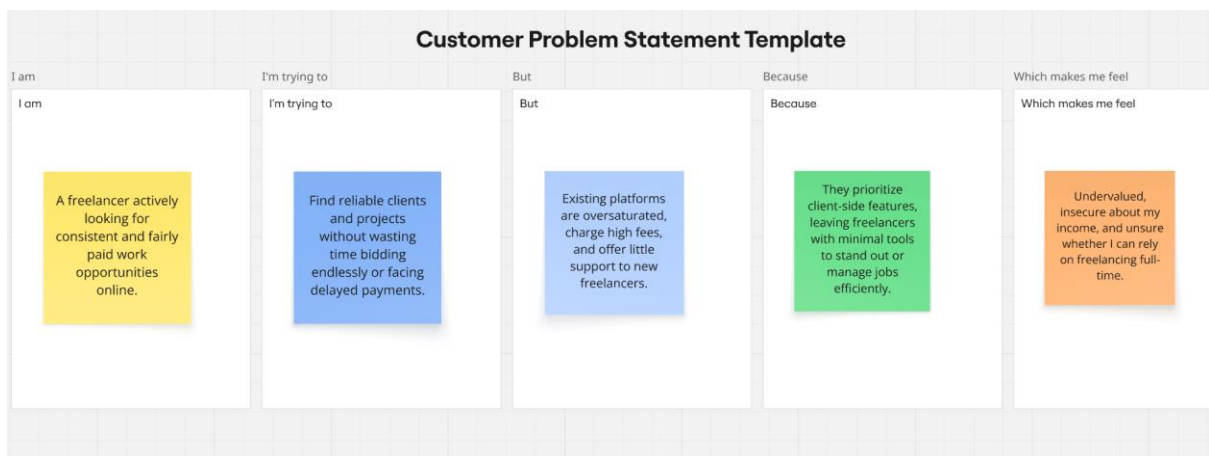 Customer Problem Statement Template
I am
I'm trying to
But
Because
Which makes me feel
I am
I'm trying to
But
Because
Which makes me feel
A freelancer actively
looking for
consistent and fairly
paid work
opportunities
online.
Find reliable clients
and projects
without wasting
time bidding
endlessly or facing
delayed payments.
Existing platforms
are oversaturated,
charge high fees,
and offer little
support to new
freelancers.
They prioritize
client-side features,
leaving freelancers
with minimal tools
to stand out or
manage jobs
efficiently.
Undervalued,
insecure about my
income, and unsure
whether I can rely
on freelancing full-
time.